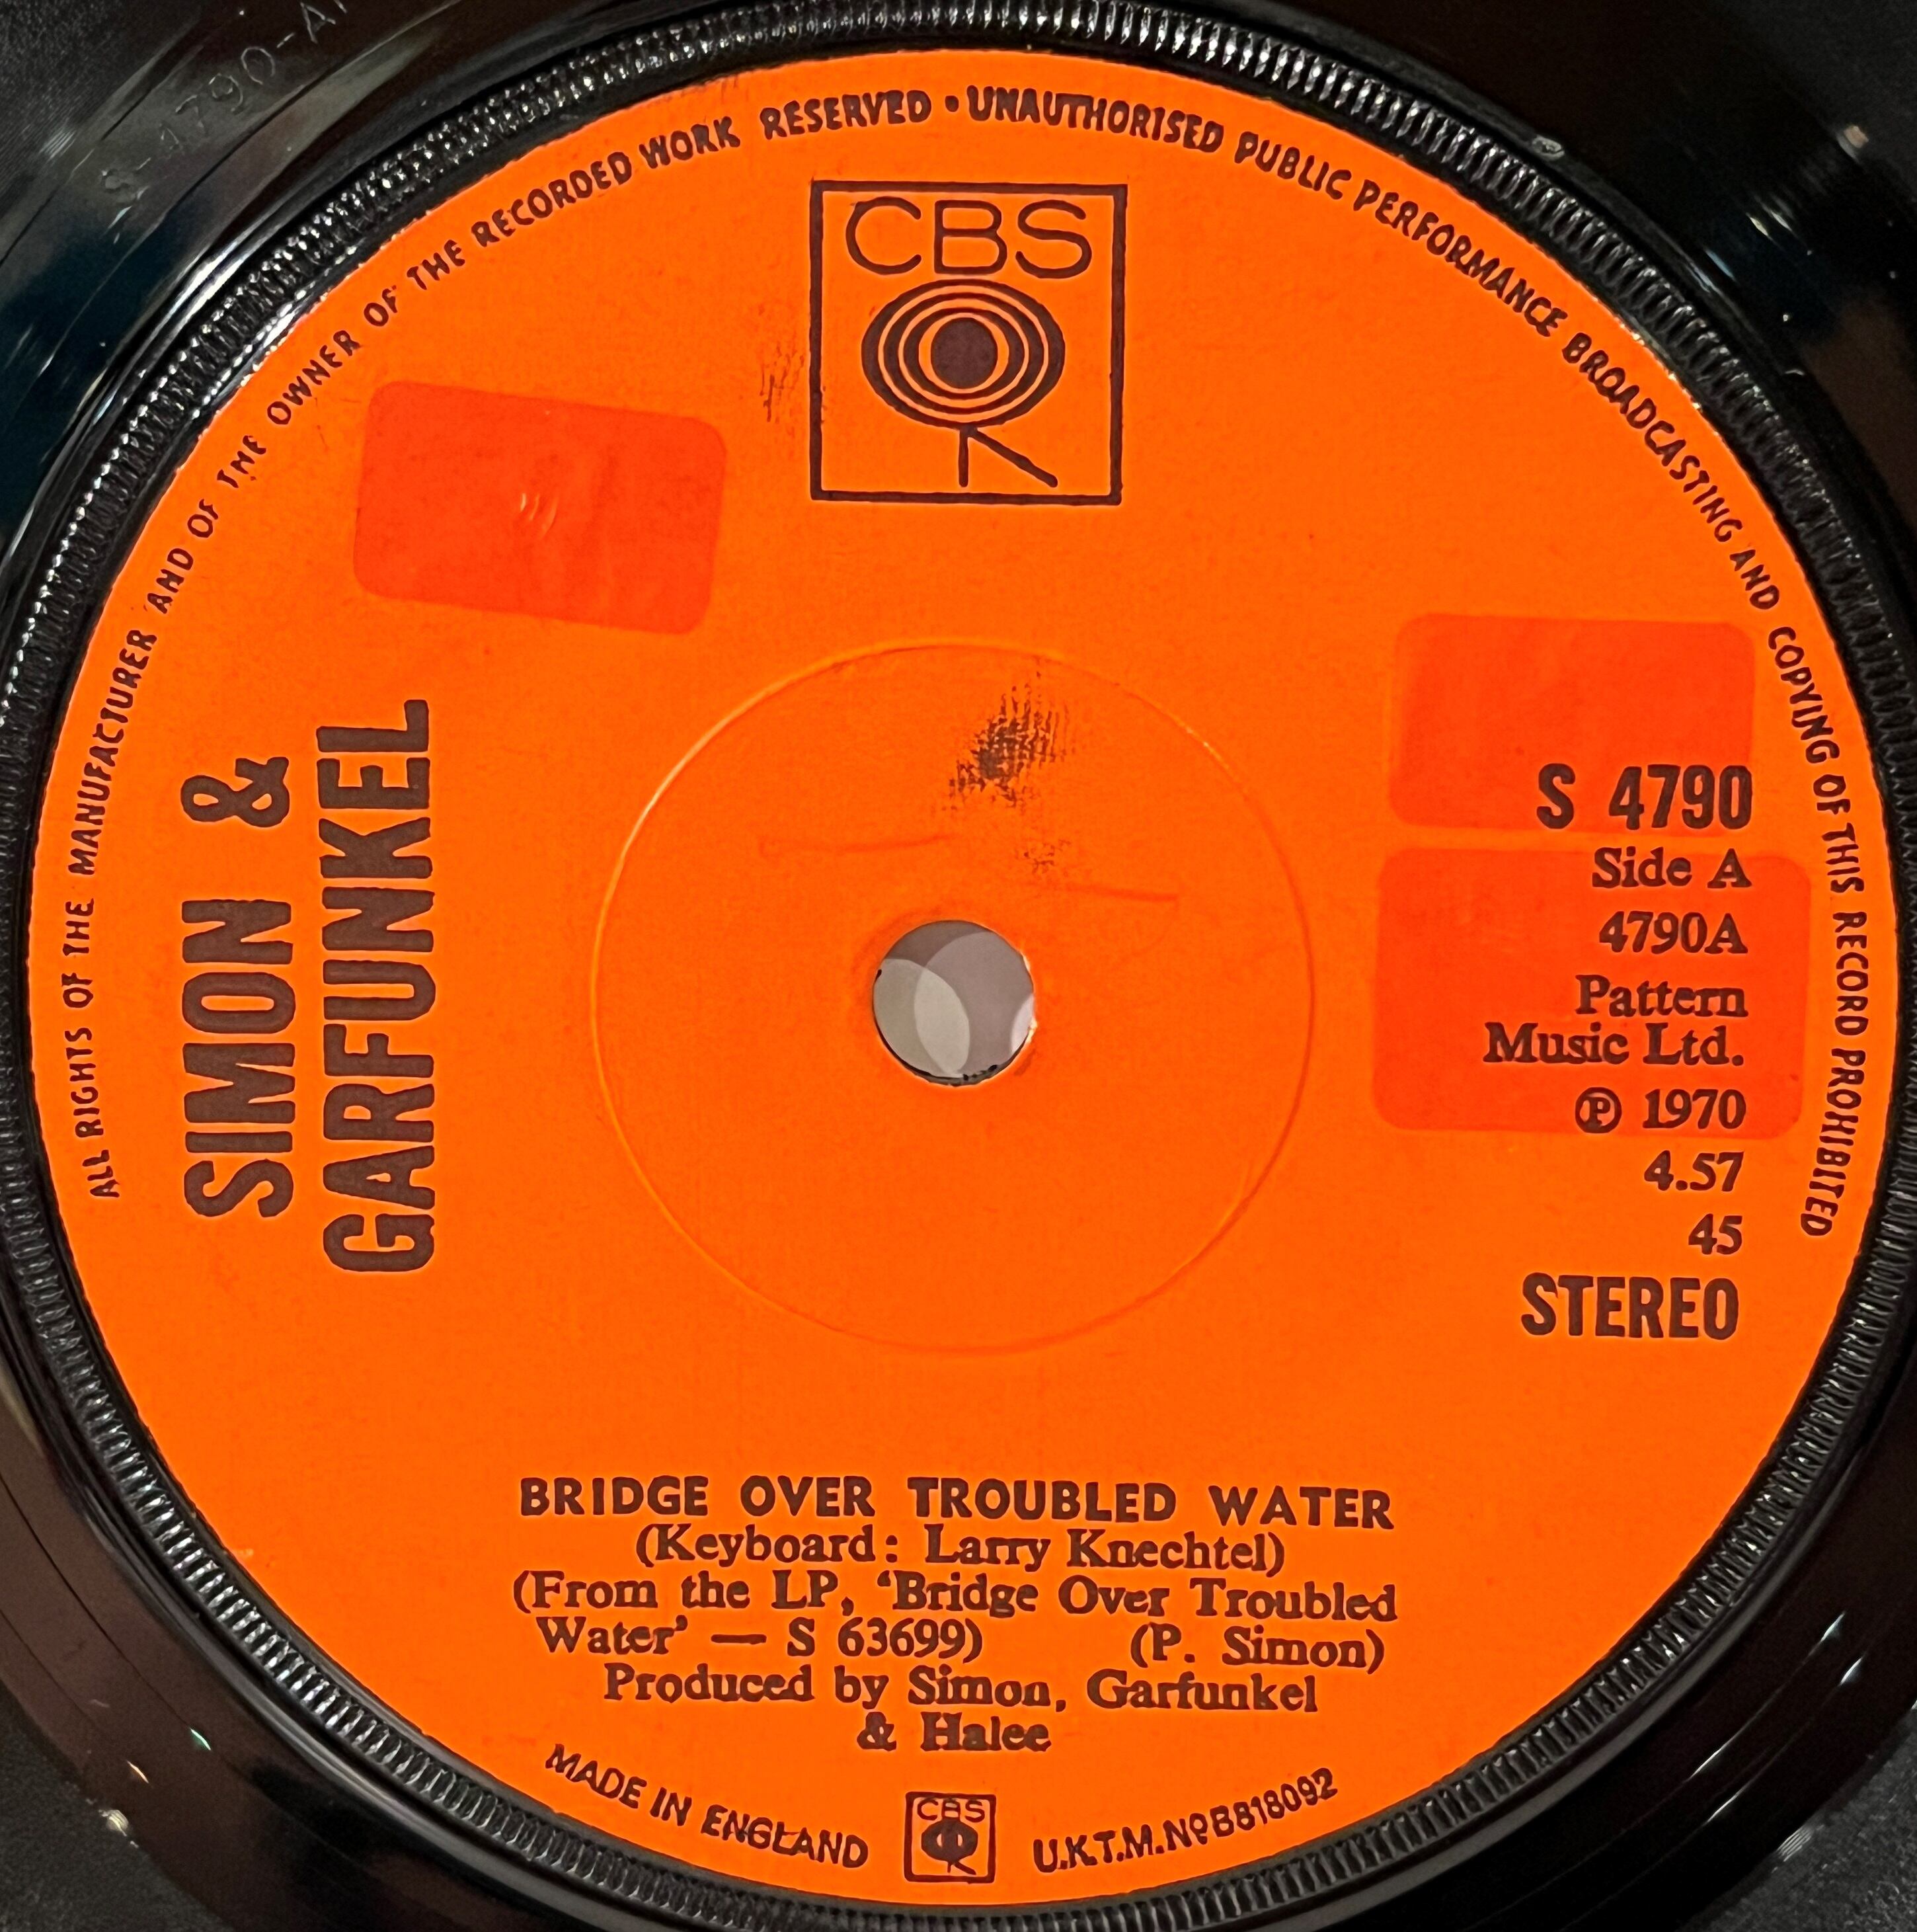 ALL RIGHTS OF THE MANUFACTURER AND OF THE OWNER OF THE RECORDED WORK RESERVED • UNAUTHORISED PUBLIC PERFORMANCE BROADCASTING AND COPYING OF THIS RECORD PROHIBITED
CBS
SIMON &
GARFUNKEL
S 4790
Side A
4790A
Pattern
Music Ltd.
℗ 1970
4.57
45
STEREO
BRIDGE OVER TROUBLED WATER
(Keyboard: Larry Knechtel)
(From the LP, ‘Bridge Over Troubled
Water’ — S 63699) (P. Simon)
Produced by Simon, Garfunkel
& Halee
MADE IN ENGLAND
CBS
U.K.T.M.NºB818092